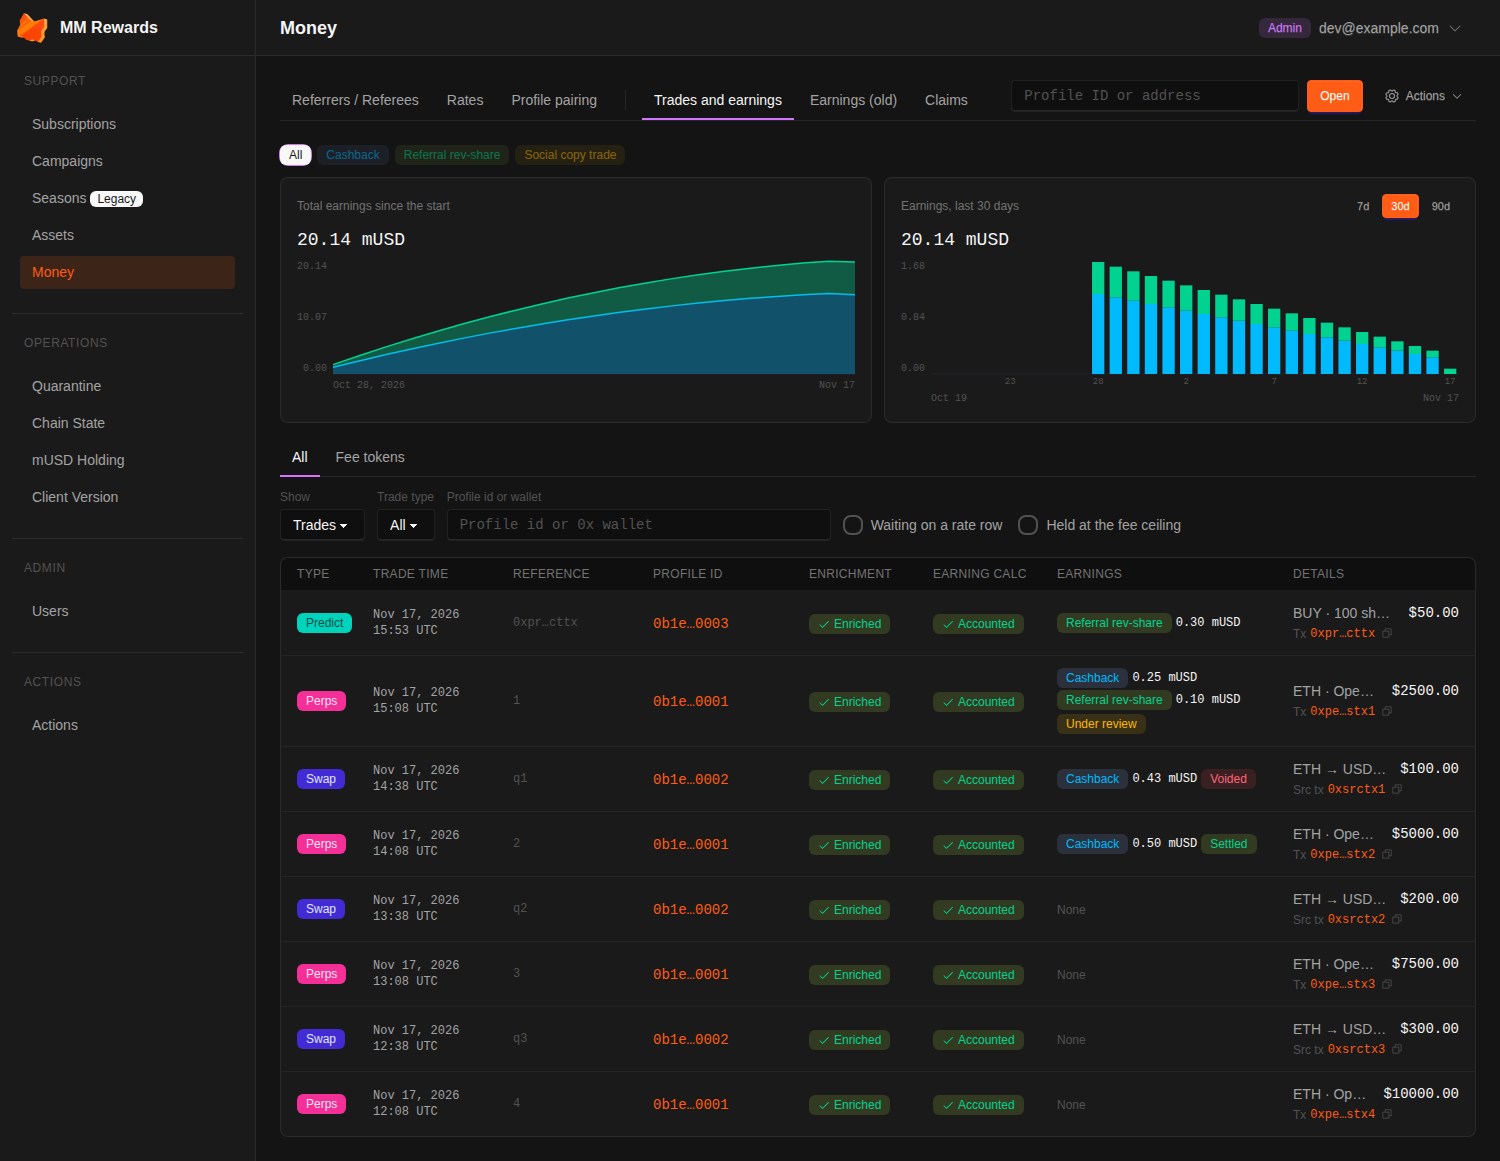 MM Rewards
Money
Admin dev@example.com
SUPPORT
Subscriptions
Campaigns
Seasons Legacy
Assets
Money
OPERATIONS
Quarantine
Chain State
mUSD Holding
Client Version
ADMIN
Users
ACTIONS
Actions
Referrers / Referees Rates Profile pairing Trades and earnings Earnings (old) Claims Profile ID or address Open Actions
All Cashback Referral rev-share Social copy trade
Total earnings since the start
20.14 mUSD
20.14
10.07
0.00
Oct 28, 2026 Nov 17
Earnings, last 30 days 7d 30d 90d
20.14 mUSD
1.68
0.84
0.00
23 28 2 7 12 17
Oct 19 Nov 17
All Fee tokens
Show Trade type Profile id or wallet
Trades All Profile id or 0x wallet Waiting on a rate row Held at the fee ceiling
TYPE TRADE TIME REFERENCE PROFILE ID ENRICHMENT EARNING CALC EARNINGS DETAILS
Predict Nov 17, 2026 15:53 UTC 0xpr…cttx 0b1e…0003 Enriched Accounted Referral rev-share 0.30 mUSD BUY · 100 sh… $50.00
Tx 0xpr…cttx
Perps Nov 17, 2026 15:08 UTC 1 0b1e…0001 Enriched Accounted Cashback 0.25 mUSD
Referral rev-share 0.10 mUSD
Under review
ETH · Ope… $2500.00
Tx 0xpe…stx1
Swap Nov 17, 2026 14:38 UTC q1 0b1e…0002 Enriched Accounted Cashback 0.43 mUSD Voided ETH → USD… $100.00
Src tx 0xsrctx1
Perps Nov 17, 2026 14:08 UTC 2 0b1e…0001 Enriched Accounted Cashback 0.50 mUSD Settled ETH · Ope… $5000.00
Tx 0xpe…stx2
Swap Nov 17, 2026 13:38 UTC q2 0b1e…0002 Enriched Accounted None ETH → USD… $200.00
Src tx 0xsrctx2
Perps Nov 17, 2026 13:08 UTC 3 0b1e…0001 Enriched Accounted None ETH · Ope… $7500.00
Tx 0xpe…stx3
Swap Nov 17, 2026 12:38 UTC q3 0b1e…0002 Enriched Accounted None ETH → USD… $300.00
Src tx 0xsrctx3
Perps Nov 17, 2026 12:08 UTC 4 0b1e…0001 Enriched Accounted None ETH · Op… $10000.00
Tx 0xpe…stx4